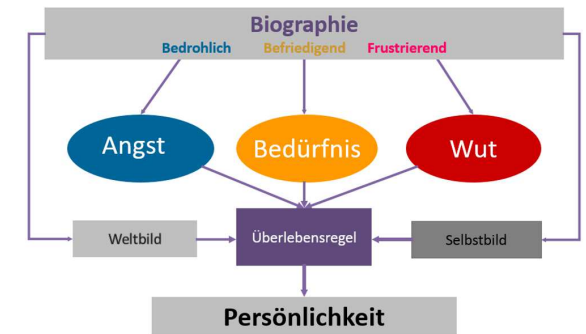 Biographie
Bedrohlich Befriedigend Frustrierend
Angst Bedürfnis Wut
Weltbild Überlebensregel Selbstbild
Persönlichkeit